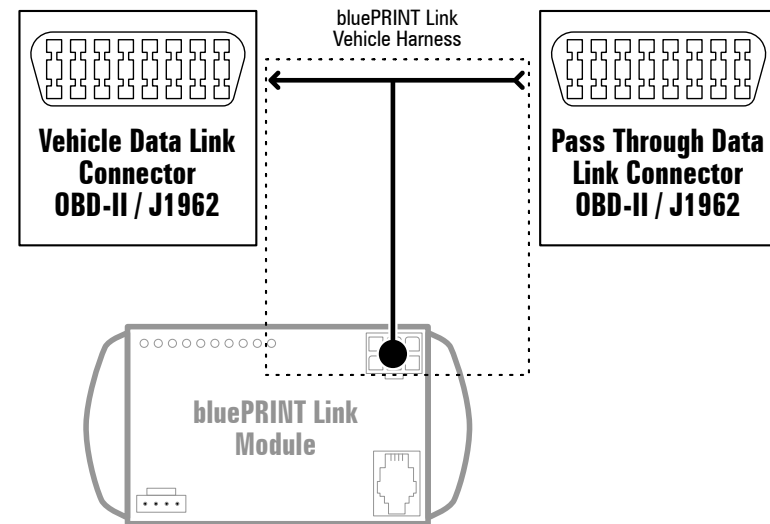 bluePRINT Link
Vehicle Harness
Vehicle Data Link
Connector
OBD-II / J1962
Pass Through Data
Link Connector
OBD-II / J1962
bluePRINT Link
Module